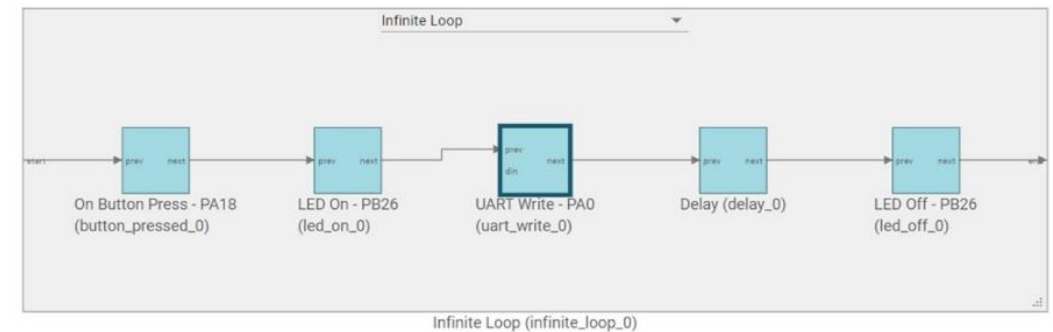 Infinite Loop
start
prev next
prev next
prev
din
next
prev next
prev next
On Button Press - PA18
(button_pressed_0)
LED On - PB26
(led_on_0)
UART Write - PA0
(uart_write_0)
Delay (delay_0)
LED Off - PB26
(led_off_0)
Infinite Loop (infinite_loop_0)